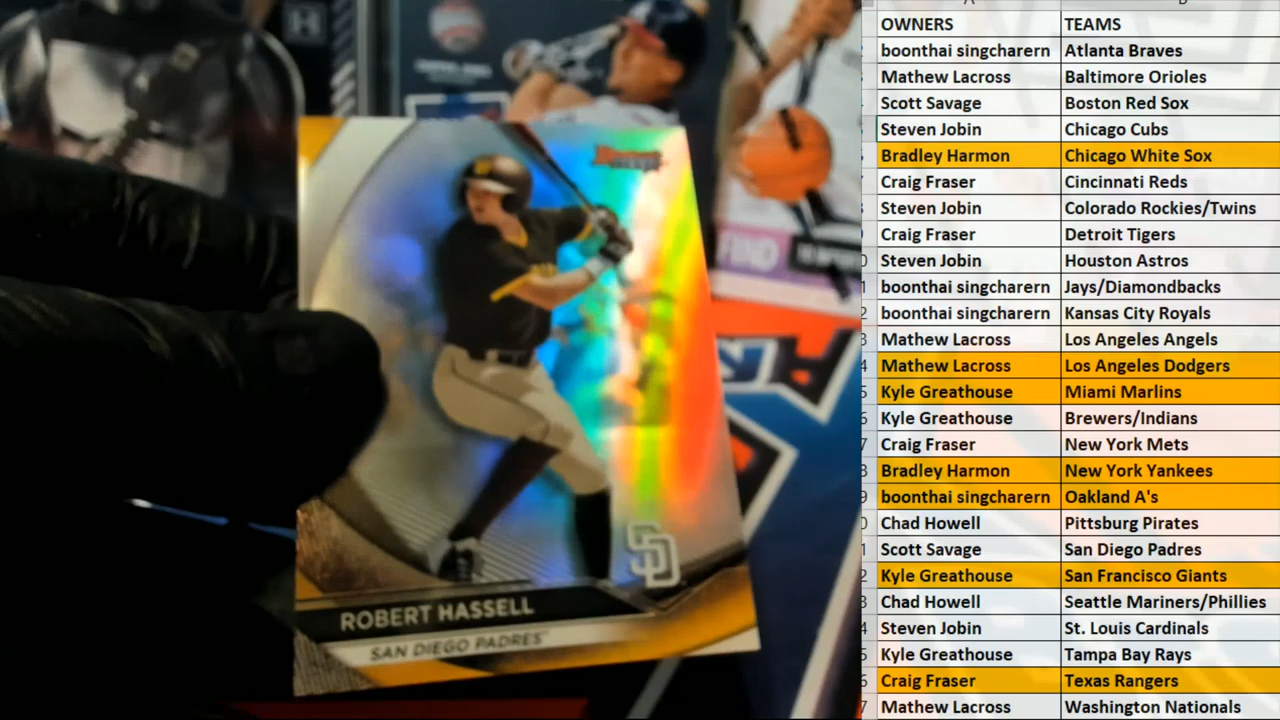 ROBERT HASSELL
SAN DIEGO PADRES
SD
FIND
OWNERS TEAMS
boonthai singcharern Atlanta Braves
Mathew Lacross Baltimore Orioles
Scott Savage Boston Red Sox
Steven Jobin Chicago Cubs
Bradley Harmon Chicago White Sox
Craig Fraser Cincinnati Reds
Steven Jobin Colorado Rockies/Twins
Craig Fraser Detroit Tigers
Steven Jobin Houston Astros
boonthai singcharern Jays/Diamondbacks
boonthai singcharern Kansas City Royals
Mathew Lacross Los Angeles Angels
Mathew Lacross Los Angeles Dodgers
Kyle Greathouse Miami Marlins
Kyle Greathouse Brewers/Indians
Craig Fraser New York Mets
Bradley Harmon New York Yankees
boonthai singcharern Oakland A's
Chad Howell Pittsburg Pirates
Scott Savage San Diego Padres
Kyle Greathouse San Francisco Giants
Chad Howell Seattle Mariners/Phillies
Steven Jobin St. Louis Cardinals
Kyle Greathouse Tampa Bay Rays
Craig Fraser Texas Rangers
Mathew Lacross Washington Nationals